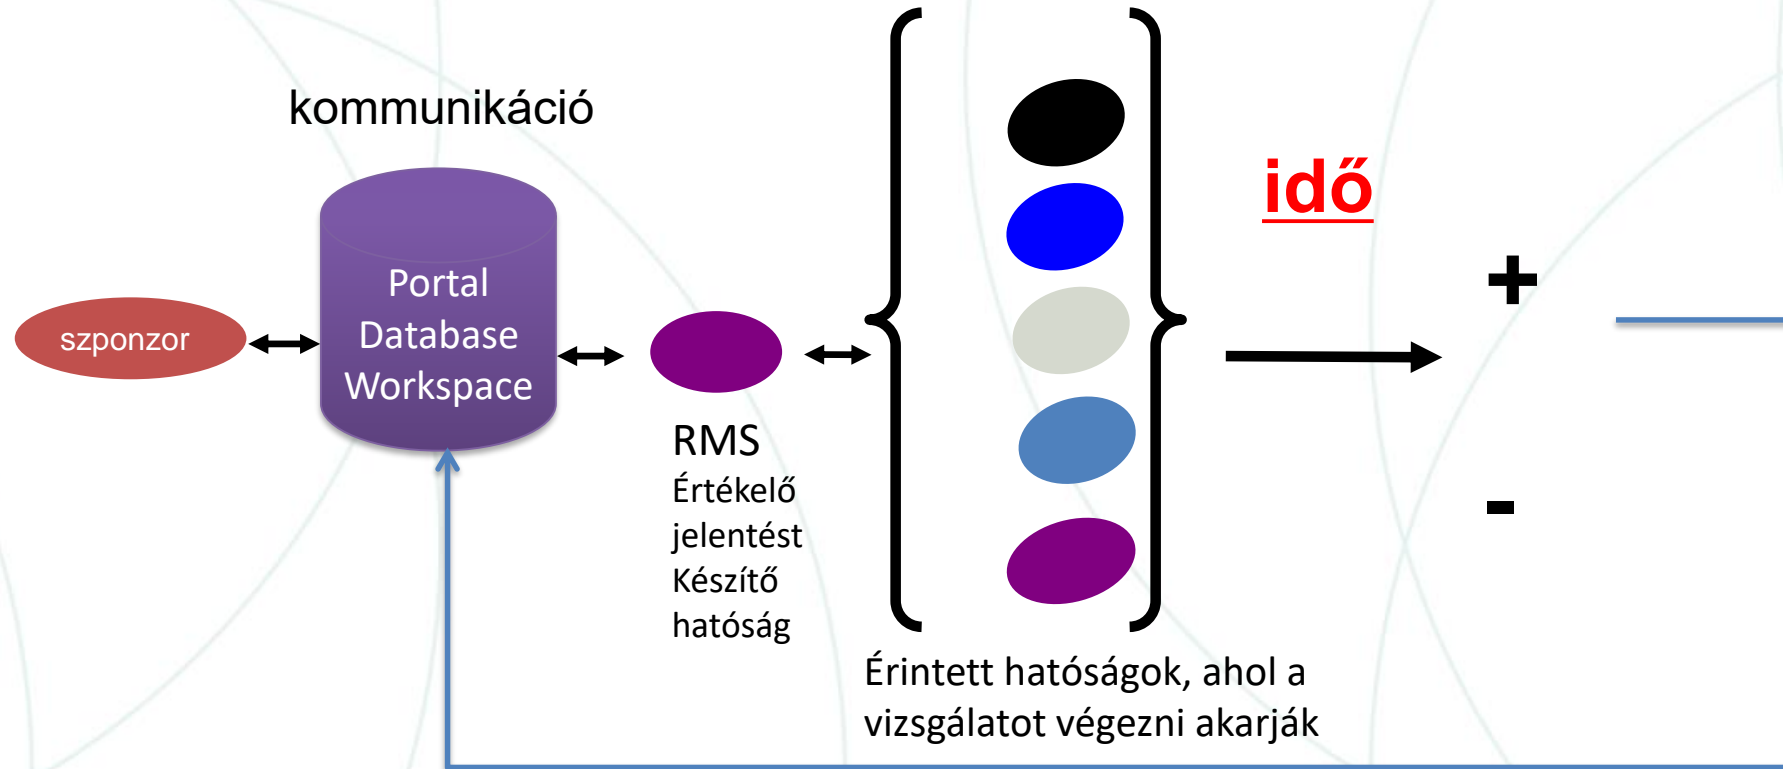 kommunikáció
szponzor
Portal
Database
Workspace
RMS
Értékelő
jelentést
Készítő
hatóság
Érintett hatóságok, ahol a
vizsgálatot végezni akarják
idő
+
-